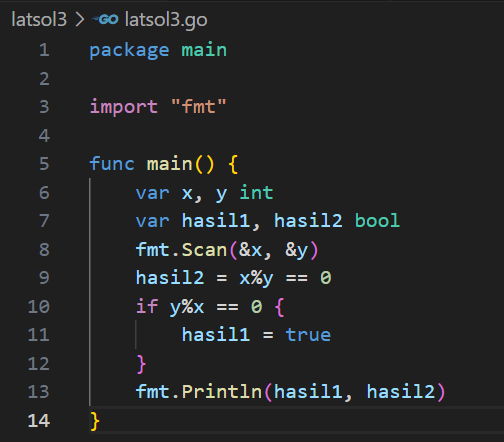 latsol3 > GO latsol3.go
1 package main
2
3 import "fmt"
4
5 func main() {
6     var x, y int
7     var hasil1, hasil2 bool
8     fmt.Scan(&x, &y)
9     hasil2 = x%y == 0
10     if y%x == 0 {
11         hasil1 = true
12     }
13     fmt.Println(hasil1, hasil2)
14 }